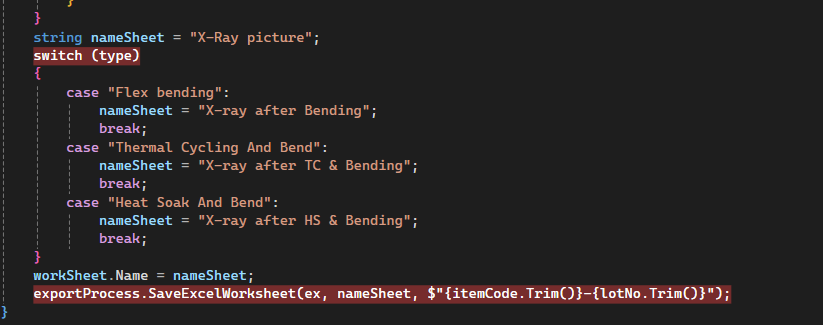 }
}
string nameSheet = "X-Ray picture";
switch (type)
{
case "Flex bending":
nameSheet = "X-ray after Bending";
break;
case "Thermal Cycling And Bend":
nameSheet = "X-ray after TC & Bending";
break;
case "Heat Soak And Bend":
nameSheet = "X-ray after HS & Bending";
break;
}
workSheet.Name = nameSheet;
exportProcess.SaveExcelWorksheet(ex, nameSheet, $"{itemCode.Trim()}-{lotNo.Trim()}");
}